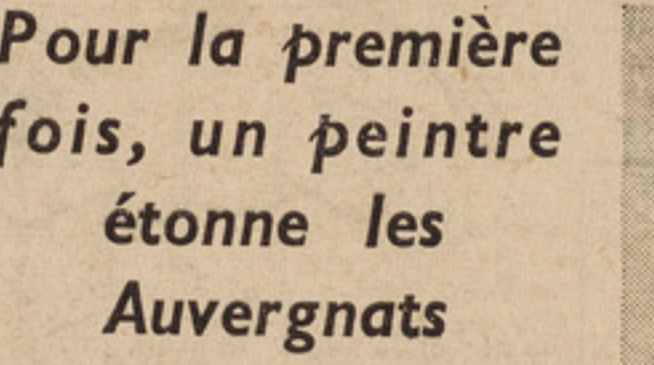 Pour la première
fois, un peintre
étonne les
Auvergnats